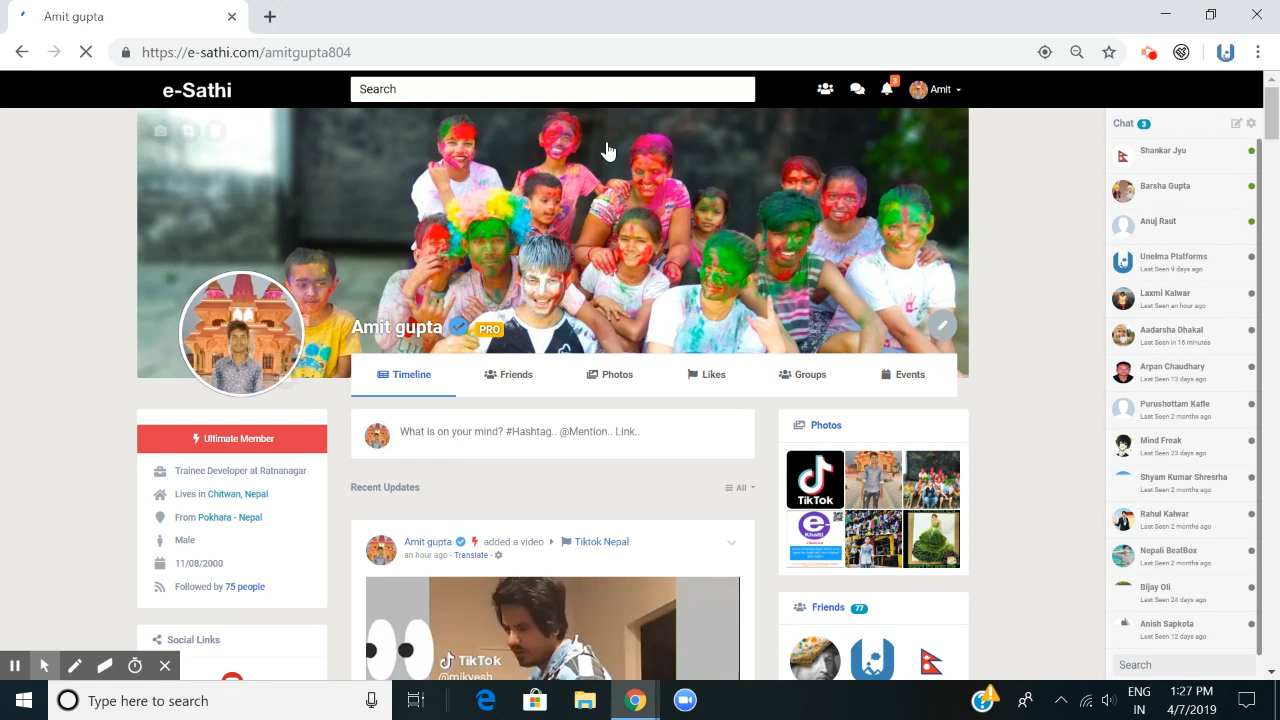 Amit gupta
https://e-sathi.com/amitgupta804
e-Sathi
Search
3
Amit
Chat 3
Shankar Jyu
Barsha Gupta
Anuj Raut
Unelma Platforms
Last Seen 9 days ago
Laxmi Kalwar
Last Seen an hour ago
Aadarsha Dhakal
Last Seen in 16 minutes
Arpan Chaudhary
Last Seen 13 days ago
Purushottam Kafle
Last Seen 2 months ago
Mind Freak
Last Seen 23 days ago
Shyam Kumar Shresrha
Last Seen 2 months ago
Rahul Kalwar
Last Seen 2 months ago
Nepali BeatBox
Last Seen 2 months ago
Bijay Oli
Last Seen 24 days ago
Anish Sapkota
Last Seen 12 days ago
Search
Amit gupta PRO
Timeline Friends Photos Likes Groups Events
Ultimate Member
Trainee Developer at Ratnanagar
Lives in Chitwan, Nepal
From Pokhara - Nepal
Male
11/08/2000
Followed by 75 people
Social Links
What is on your mind? #Hashtag.. @Mention.. Link..
Recent Updates
All
Amit gupta added a video Tiktok Nepal
an hour ago - Translate -
TikTok
@mikyesh
Photos
TikTok
Khalti
Friends 77
Type here to search
ENG
IN
1:27 PM
4/7/2019